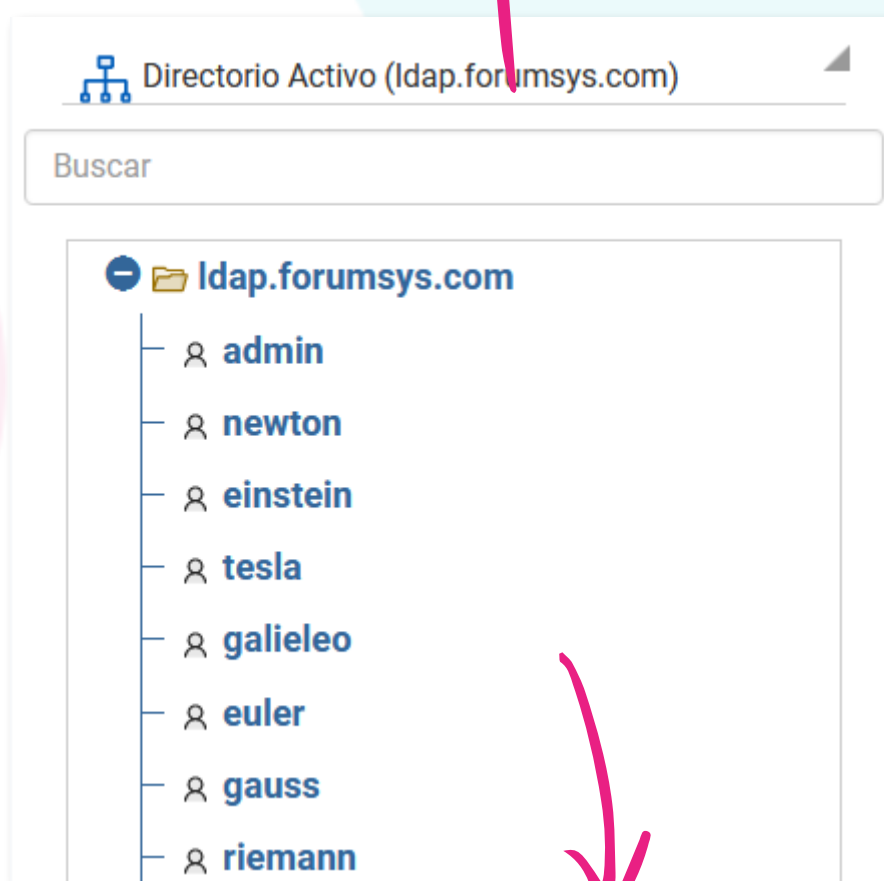 Directorio Activo (ldap.forumsys.com)
Buscar
ldap.forumsys.com
admin
newton
einstein
tesla
galieleo
euler
gauss
riemann